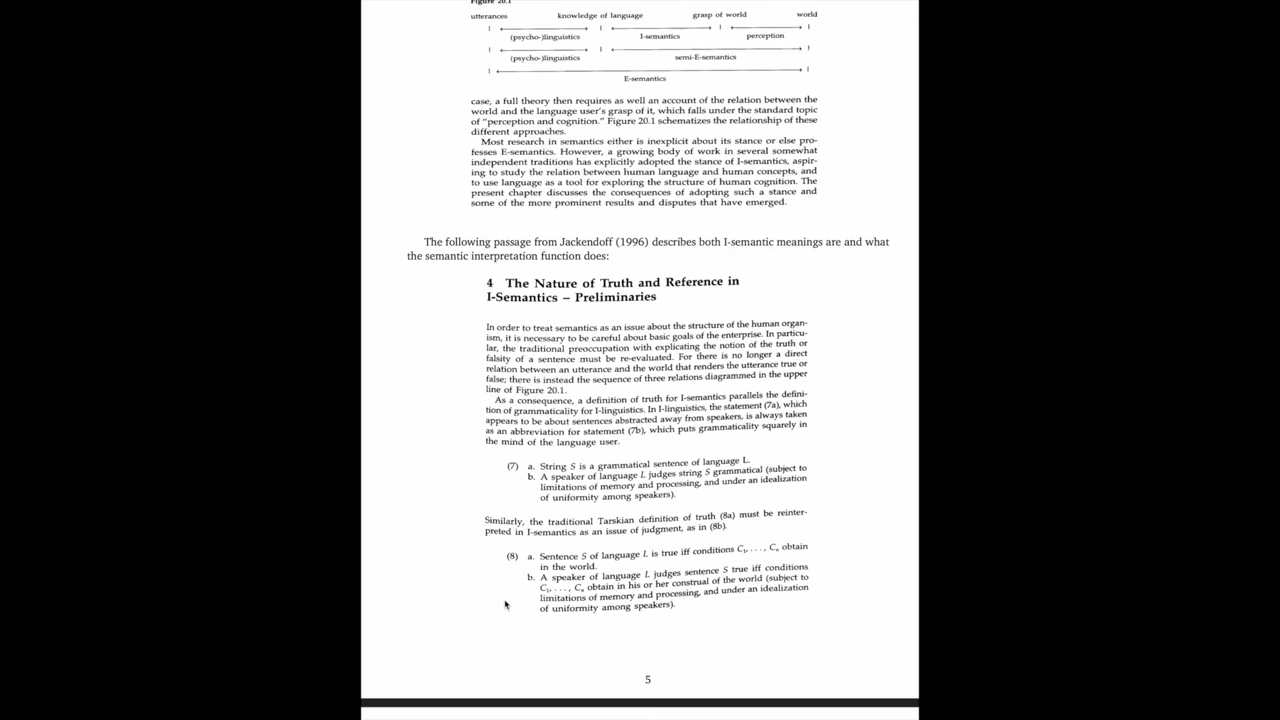 Figure 20.1
utterances knowledge of language grasp of world world
(psycho-)linguistics I-semantics perception
(psycho-)linguistics semi-E-semantics
E-semantics
case, a full theory then requires as well an account of the relation between the
world and the language user's grasp of it, which falls under the standard topic
of "perception and cognition." Figure 20.1 schematizes the relationship of these
different approaches.
Most research in semantics either is inexplicit about its stance or else pro-
fesses E-semantics. However, a growing body of work in several somewhat
independent traditions has explicitly adopted the stance of I-semantics, aspir-
ing to study the relation between human language and human concepts, and
to use language as a tool for exploring the structure of human cognition. The
present chapter discusses the consequences of adopting such a stance and
some of the more prominent results and disputes that have emerged.
The following passage from Jackendoff (1996) describes both I-semantic meanings are and what
the semantic interpretation function does:
4 The Nature of Truth and Reference in
I-Semantics – Preliminaries
In order to treat semantics as an issue about the structure of the human organ-
ism, it is necessary to be careful about basic goals of the enterprise. In particu-
lar, the traditional preoccupation with explicating the notion of the truth or
falsity of a sentence must be re-evaluated. For there is no longer a direct
relation between an utterance and the world that renders the utterance true or
false; there is instead the sequence of three relations diagrammed in the upper
line of Figure 20.1.
As a consequence, a definition of truth for I-semantics parallels the defini-
tion of grammaticality for I-linguistics. In I-linguistics, the statement (7a), which
appears to be about sentences abstracted away from speakers, is always taken
as an abbreviation for statement (7b), which puts grammaticality squarely in
the mind of the language user.
(7) a. String S is a grammatical sentence of language L.
b. A speaker of language L judges string S grammatical (subject to
limitations of memory and processing, and under an idealization
of uniformity among speakers).
Similarly, the traditional Tarskian definition of truth (8a) must be reinter-
preted in I-semantics as an issue of judgment, as in (8b).
(8) a. Sentence S of language L is true iff conditions C₁, . . . , Cₙ obtain
in the world.
b. A speaker of language L judges sentence S true iff conditions
C₁, . . . , Cₙ obtain in his or her construal of the world (subject to
limitations of memory and processing, and under an idealization
of uniformity among speakers).
5